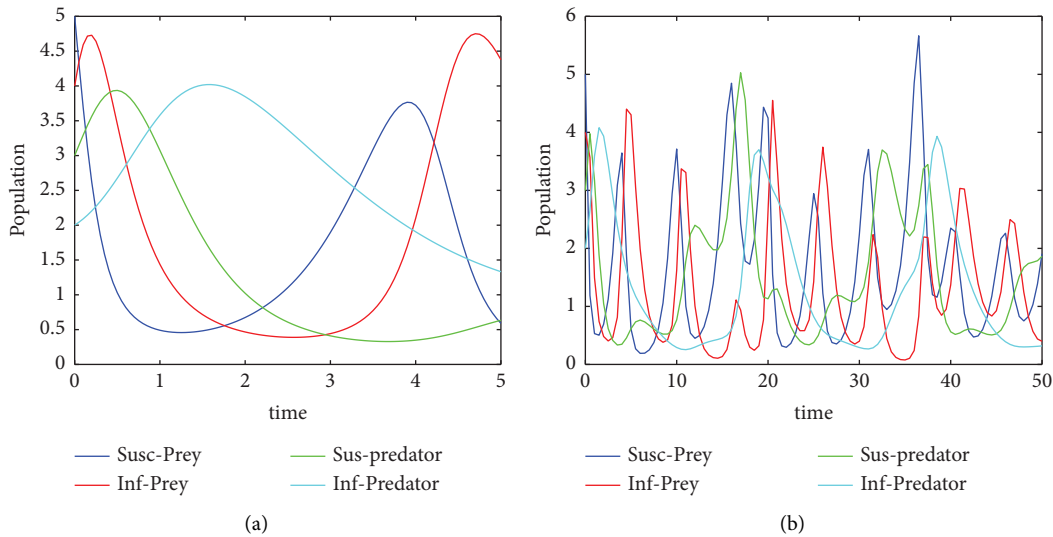 5
4.5
4
3.5
3
2.5
2
1.5
1
0.5
0
Population
0 1 2 3 4 5
time
Susc-Prey
Inf-Prey
Sus-predator
Inf-Predator
(a)
6
5
4
3
2
1
0
Population
0 10 20 30 40 50
time
Susc-Prey
Inf-Prey
Sus-predator
Inf-Predator
(b)